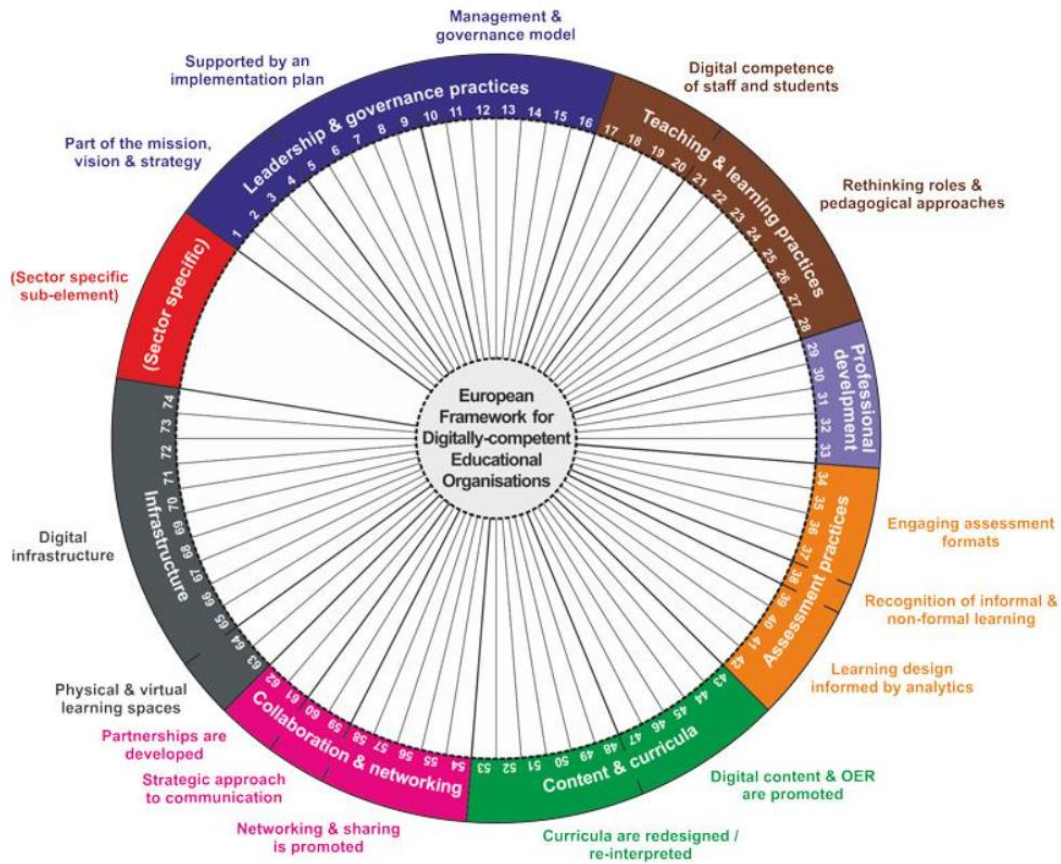 Management &
governance model
Supported by an
implementation plan
Part of the mission,
vision & strategy
Digital competence
of staff and students
Rethinking roles &
pedagogical approaches
(Sector specific
sub-element)
Engaging assessment
formats
Recognition of informal &
non-formal learning
Learning design
informed by analytics
Digital content & OER
are promoted
Curricula are redesigned /
re-interpreted
Networking & sharing
is promoted
Strategic approach
to communication
Partnerships are
developed
Physical & virtual
learning spaces
Digital
infrastructure
Leadership & governance practices
Teaching & learning practices
Professional
develpment
Assessment practices
Content & curricula
Collaboration & networking
Infrastructure
(Sector specific)
1
2
3
4
5
6
7
8
9
10
11
12
13
14
15
16
17
18
19
20
21
22
23
24
25
26
27
28
29
30
31
32
33
34
35
36
37
38
39
40
41
42
43
44
45
46
47
48
49
50
51
52
53
54
55
56
57
58
59
60
61
62
63
64
65
66
67
68
69
70
71
72
73
74
European
Framework for
Digitally-competent
Educational
Organisations